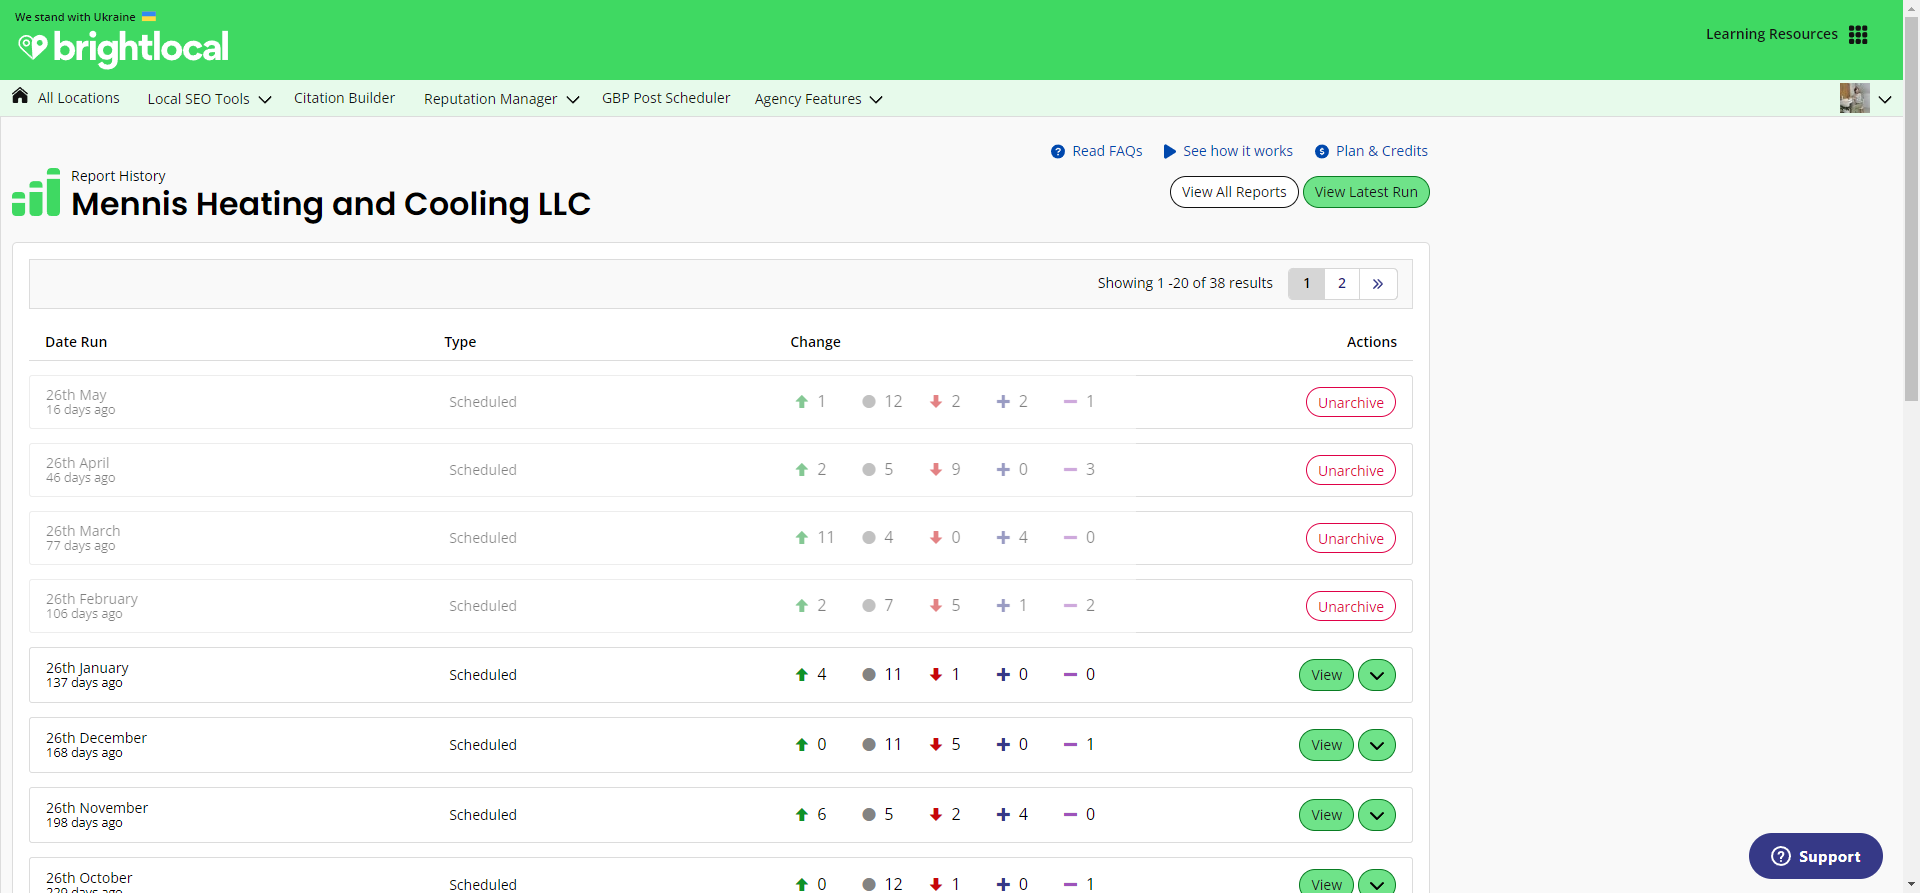 We stand with Ukraine
brightlocal
Learning Resources
All Locations Local SEO Tools Citation Builder Reputation Manager GBP Post Scheduler Agency Features
Read FAQs See how it works Plan & Credits
Report History
Mennis Heating and Cooling LLC
View All Reports View Latest Run
Showing 1 -20 of 38 results 1 2 »
Date Run Type Change Actions
26th May
16 days ago
Scheduled 1 12 2 2 1 Unarchive
26th April
46 days ago
Scheduled 2 5 9 0 3 Unarchive
26th March
77 days ago
Scheduled 11 4 0 4 0 Unarchive
26th February
106 days ago
Scheduled 2 7 5 1 2 Unarchive
26th January
137 days ago
Scheduled 4 11 1 0 0 View
26th December
168 days ago
Scheduled 0 11 5 0 1 View
26th November
198 days ago
Scheduled 6 5 2 4 0 View
26th October
229 days ago
Scheduled 0 12 1 0 1 View
Support